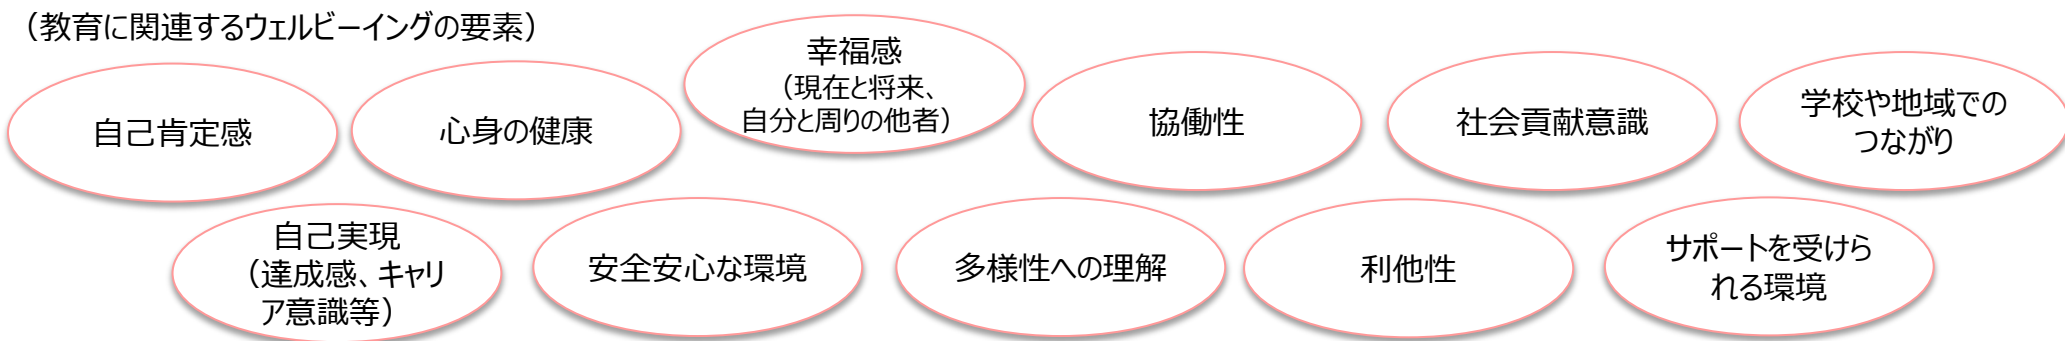 （教育に関連するウェルビーイングの要素）
自己肯定感
心身の健康
幸福感
（現在と将来、
自分と周りの他者）
協働性
社会貢献意識
学校や地域での
つながり
自己実現
（達成感、キャリ
ア意識等）
安全安心な環境
多様性への理解
利他性
サポートを受けら
れる環境